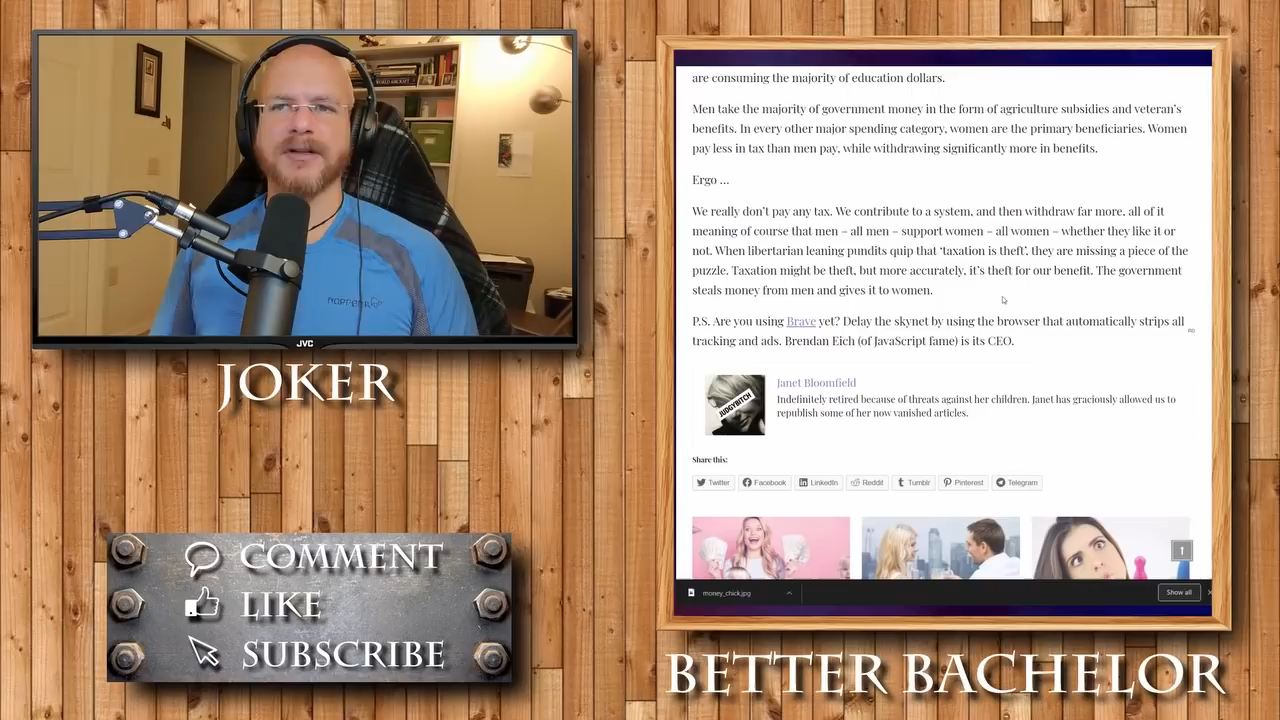 are consuming the majority of education dollars.
Men take the majority of government money in the form of agriculture subsidies and veteran's
benefits. In every other major spending category, women are the primary beneficiaries. Women
pay less in tax than men pay, while withdrawing significantly more in benefits.
Ergo ...
We really don't pay any tax. We contribute to a system, and then withdraw far more, all of it
meaning of course that men – all men – support women – all women – whether they like it or
not. When libertarian leaning pundits quip that 'taxation is theft', they are missing a piece of the
puzzle. Taxation might be theft, but more accurately, it's theft for our benefit. The government
steals money from men and gives it to women.
P.S. Are you using Brave yet? Delay the skynet by using the browser that automatically strips all
tracking and ads. Brendan Eich (of JavaScript fame) is its CEO.
JUDGYBITCH
Janet Bloomfield
Indefinitely retired because of threats against her children. Janet has graciously allowed us to
republish some of her now vanished articles.
Share this:
Twitter Facebook LinkedIn Reddit Tumblr Pinterest Telegram
money_chick.jpg
Show all
JVC
JOKER
COMMENT
LIKE
SUBSCRIBE
BETTER BACHELOR